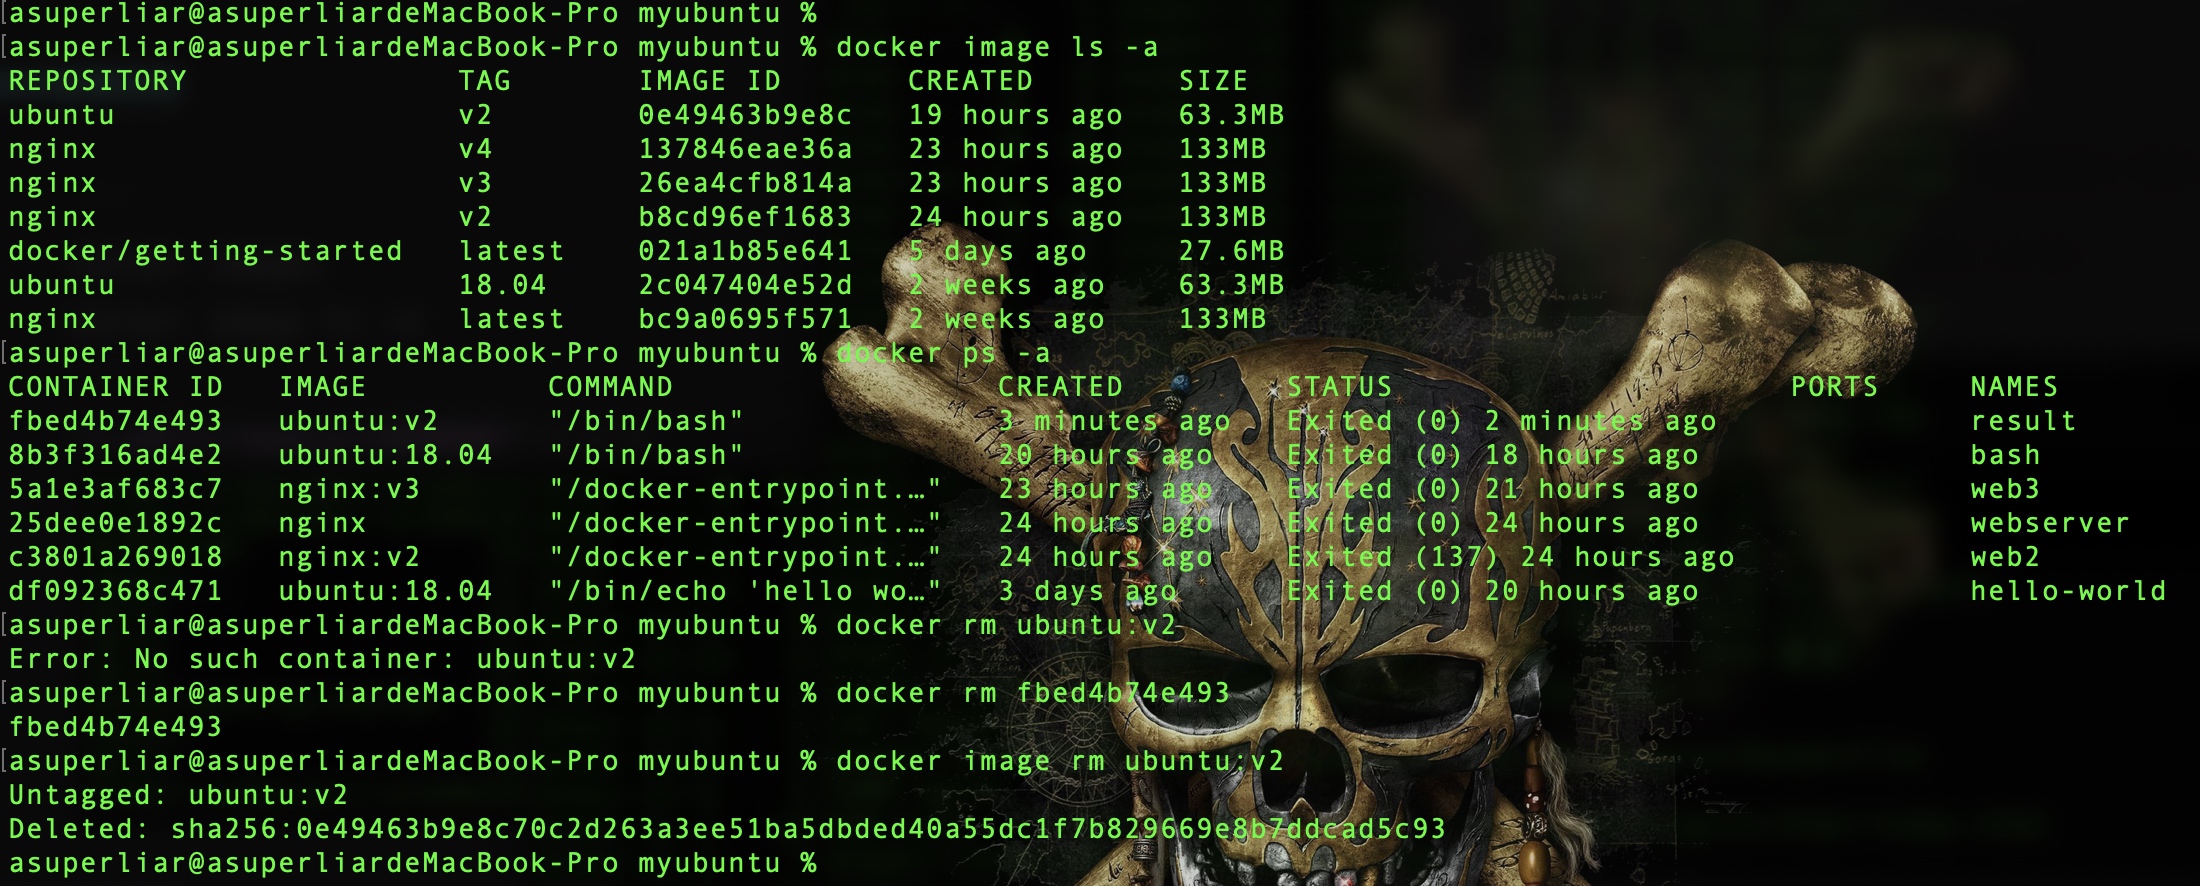 asuperliar@asuperliardeMacBook-Pro myubuntu %
asuperliar@asuperliardeMacBook-Pro myubuntu % docker image ls -a
REPOSITORY TAG IMAGE ID CREATED SIZE
ubuntu v2 0e49463b9e8c 19 hours ago 63.3MB
nginx v4 137846eae36a 23 hours ago 133MB
nginx v3 26ea4cfb814a 23 hours ago 133MB
nginx v2 b8cd96ef1683 24 hours ago 133MB
docker/getting-started latest 021a1b85e641 5 days ago 27.6MB
ubuntu 18.04 2c047404e52d 2 weeks ago 63.3MB
nginx latest bc9a0695f571 2 weeks ago 133MB
asuperliar@asuperliardeMacBook-Pro myubuntu % docker ps -a
CONTAINER ID IMAGE COMMAND CREATED STATUS PORTS NAMES
fbed4b74e493 ubuntu:v2 "/bin/bash" 3 minutes ago Exited (0) 2 minutes ago result
8b3f316ad4e2 ubuntu:18.04 "/bin/bash" 20 hours ago Exited (0) 18 hours ago bash
5a1e3af683c7 nginx:v3 "/docker-entrypoint.…" 23 hours ago Exited (0) 21 hours ago web3
25dee0e1892c nginx "/docker-entrypoint.…" 24 hours ago Exited (0) 24 hours ago webserver
c3801a269018 nginx:v2 "/docker-entrypoint.…" 24 hours ago Exited (137) 24 hours ago web2
df092368c471 ubuntu:18.04 "/bin/echo 'hello wo…" 3 days ago Exited (0) 20 hours ago hello-world
asuperliar@asuperliardeMacBook-Pro myubuntu % docker rm ubuntu:v2
Error: No such container: ubuntu:v2
asuperliar@asuperliardeMacBook-Pro myubuntu % docker rm fbed4b74e493
fbed4b74e493
asuperliar@asuperliardeMacBook-Pro myubuntu % docker image rm ubuntu:v2
Untagged: ubuntu:v2
Deleted: sha256:0e49463b9e8c70c2d263a3ee51ba5dbded40a55dc1f7b829669e8b7ddcad5c93
asuperliar@asuperliardeMacBook-Pro myubuntu %